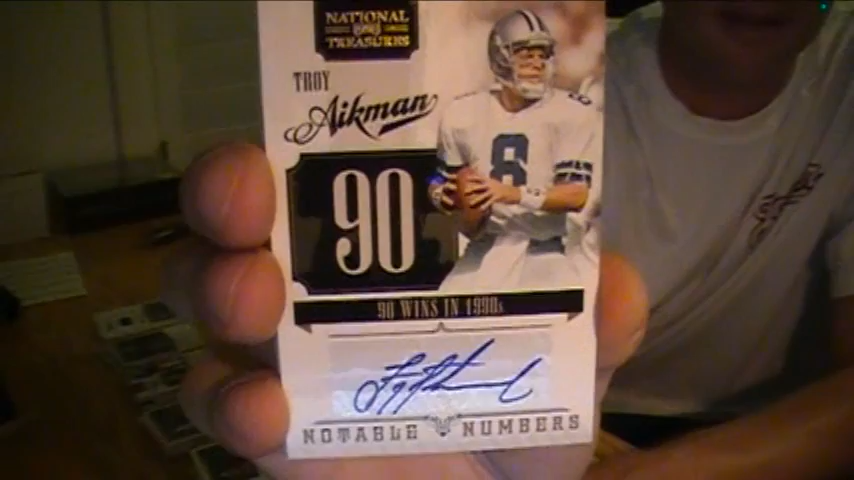 NATIONAL
TREASURES
TROY
Aikman
8
90
90 WINS IN 1990s
NOTABLE NUMBERS